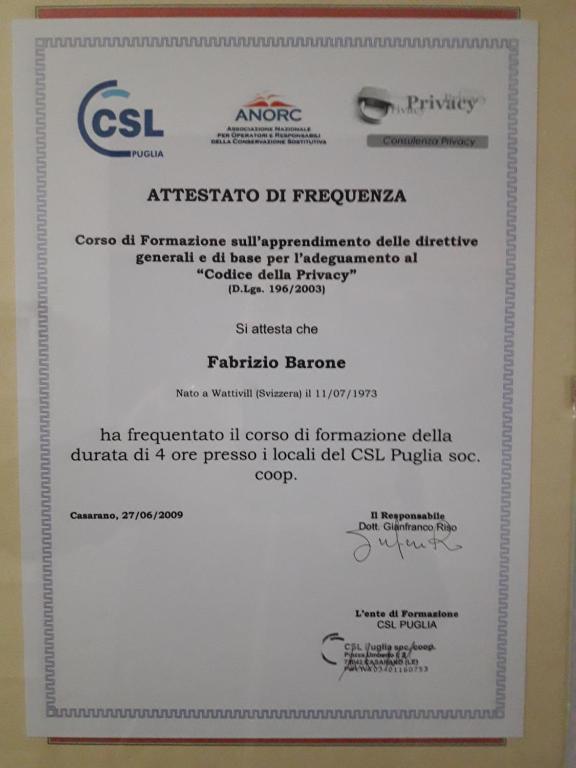 CSL
PUGLIA
ANORC
ASSOCIAZIONE NAZIONALE
PER OPERATORI E RESPONSABILI
DELLA CONSERVAZIONE SOSTITUTIVA
Privacy
Consulenza Privacy
ATTESTATO DI FREQUENZA
Corso di Formazione sull'apprendimento delle direttive
generali e di base per l'adeguamento al
"Codice della Privacy"
(D.Lgs. 196/2003)
Si attesta che
Fabrizio Barone
Nato a Wattivill (Svizzera) il 11/07/1973
ha frequentato il corso di formazione della
durata di 4 ore presso i locali del CSL Puglia soc.
coop.
Casarano, 27/06/2009
Il Responsabile
Dott. Gianfranco Riso
L'ente di Formazione
CSL PUGLIA
CSL Puglia soc. coop.
Piazza Umberto
CASARANO (LE)